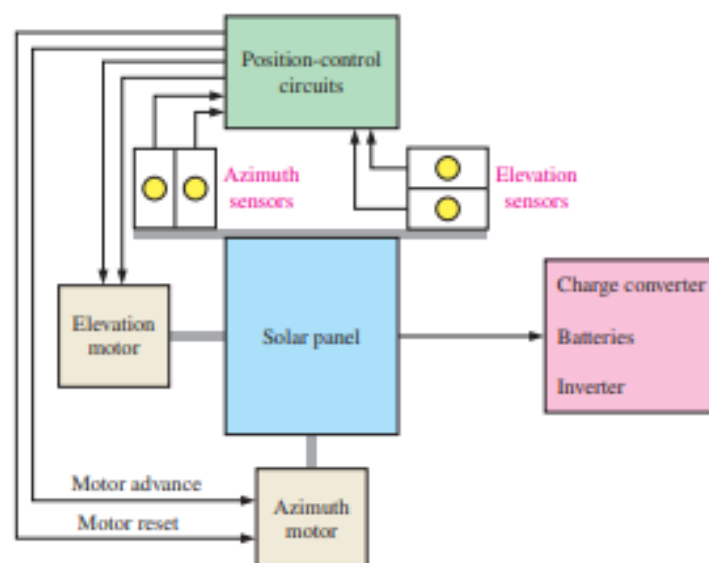 Position-control
circuits
Azimuth
sensors
Elevation
sensors
Elevation
motor
Solar panel
Charge converter
Batteries
Inverter
Motor advance
Motor reset
Azimuth
motor